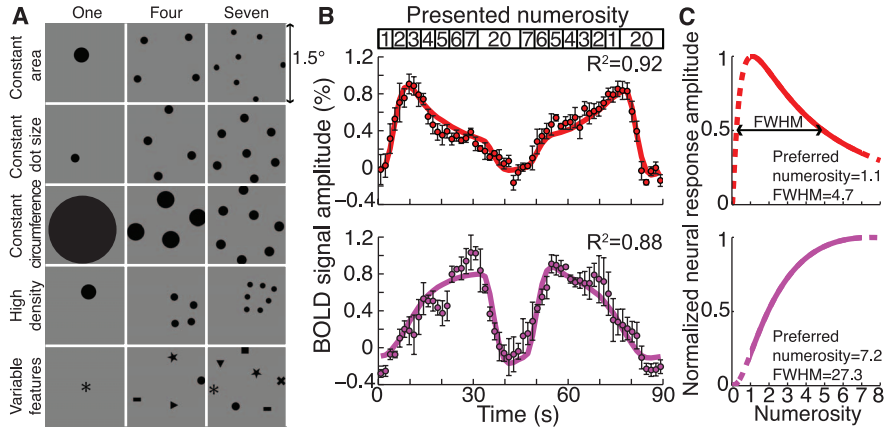 A
One
Four
Seven
Constant
area
1.5°
Constant
dot size
Constant
circumference
High
density
Variable
features
B
Presented numerosity
1 2 3 4 5 6 7 20 7 6 5 4 3 2 1 20
BOLD signal amplitude (%)
R²=0.92
1.2
0.8
0.4
0
−0.4
R²=0.88
1.2
0.8
0.4
0
−0.4
0 30 60 90
Time (s)
C
Normalized neural response amplitude
1
0.5
0
FWHM
Preferred
numerosity=1.1
FWHM=4.7
1
0.5
0
Preferred
numerosity=7.2
FWHM=27.3
0 1 2 3 4 5 6 7 8
Numerosity